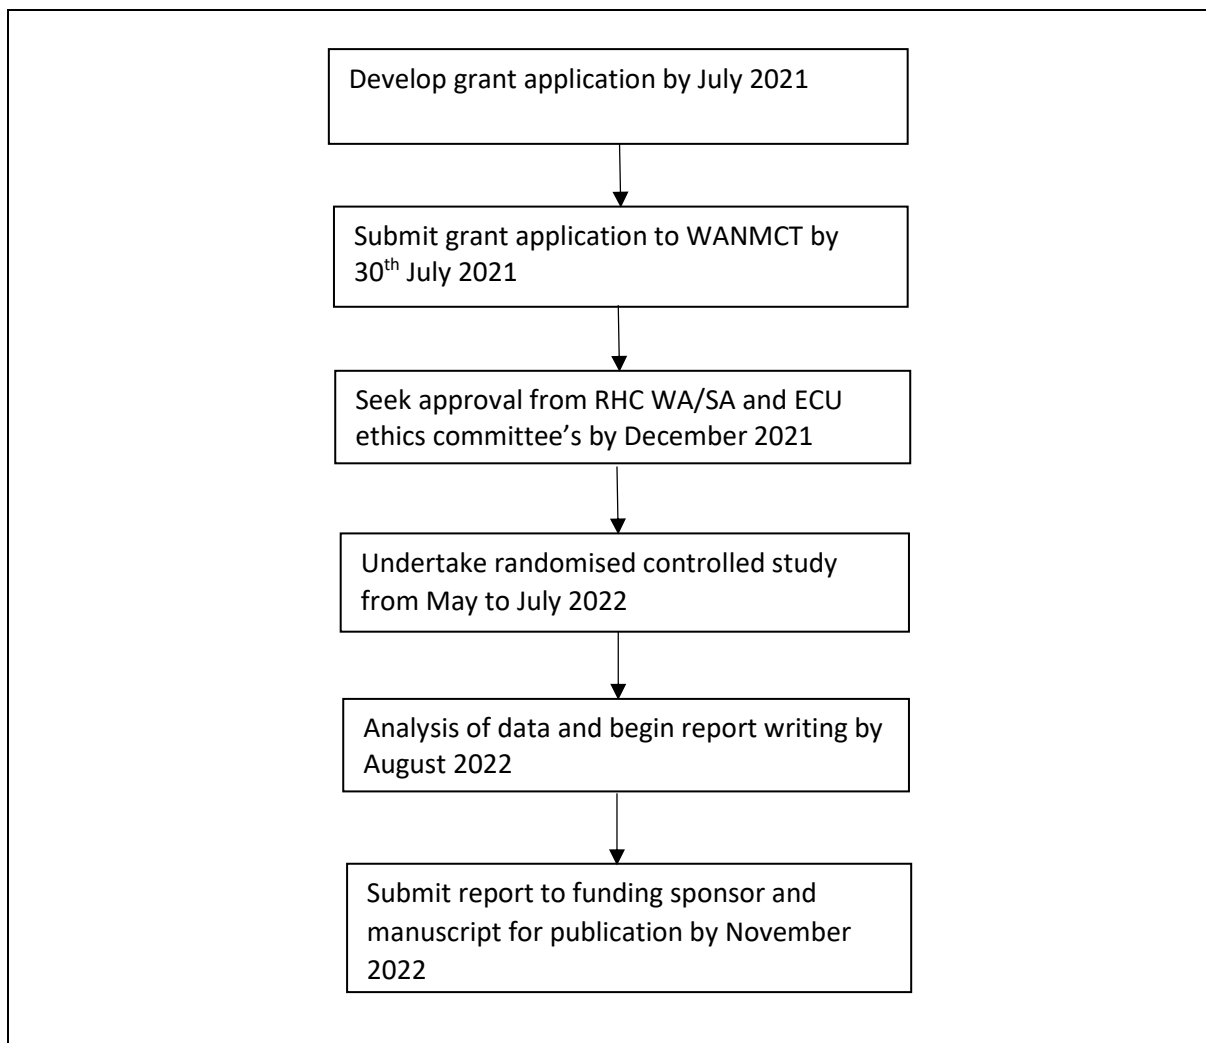 Develop grant application by July 2021
Submit grant application to WANMCT by
30th July 2021
Seek approval from RHC WA/SA and ECU
ethics committee’s by December 2021
Undertake randomised controlled study
from May to July 2022
Analysis of data and begin report writing by
August 2022
Submit report to funding sponsor and
manuscript for publication by November
2022